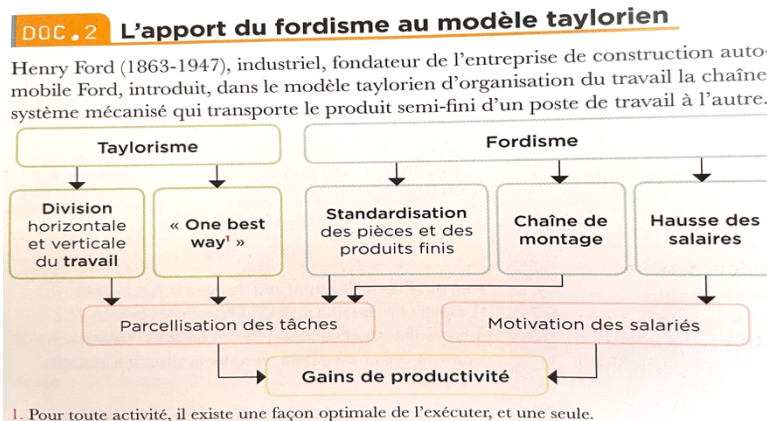 DOC. 2 L'apport du fordisme au modèle taylorien
Henry Ford (1863-1947), industriel, fondateur de l'entreprise de construction auto-
mobile Ford, introduit, dans le modèle taylorien d'organisation du travail la chaîne
système mécanisé qui transporte le produit semi-fini d'un poste de travail à l'autre.
Taylorisme
Fordisme
Division
horizontale
et verticale
du travail
« One best
way¹ »
Standardisation
des pièces et des
produits finis
Chaîne de
montage
Hausse des
salaires
Parcellisation des tâches
Motivation des salariés
Gains de productivité
1. Pour toute activité, il existe une façon optimale de l'exécuter, et une seule.